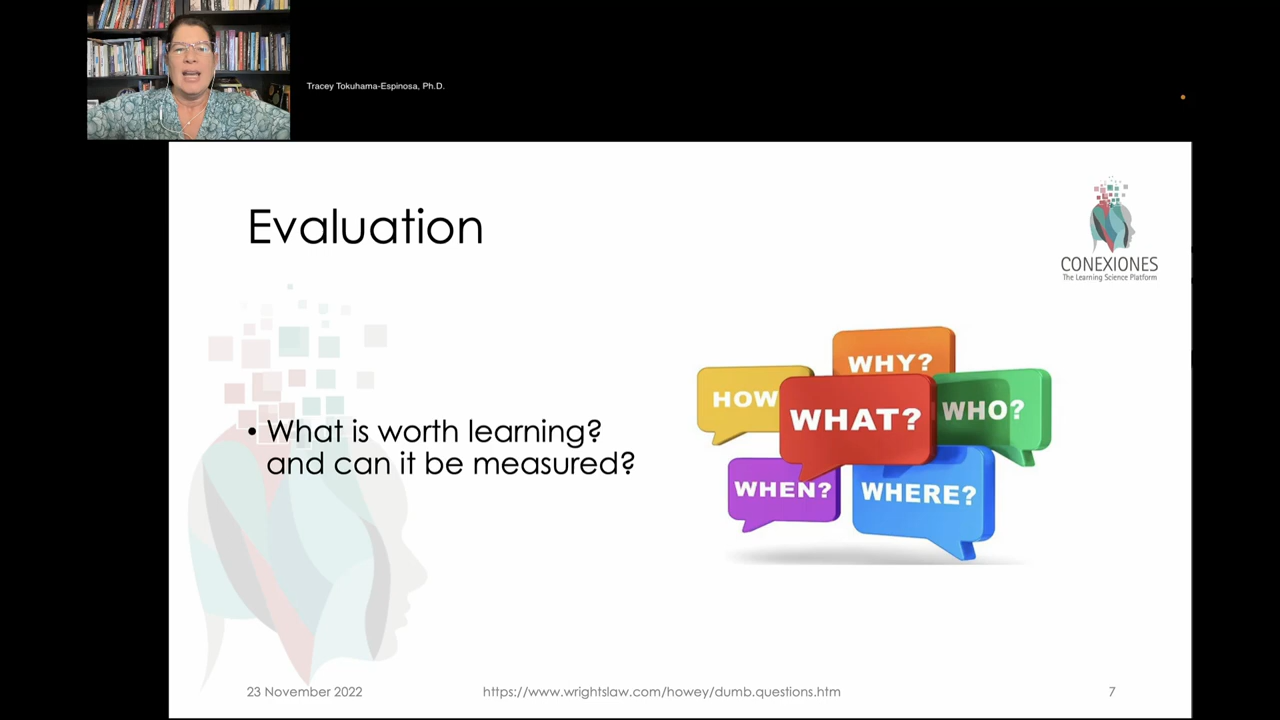 Tracey Tokuhama-Espinosa, Ph.D.
Evaluation
CONEXIONES
The Learning Science Platform
• What is worth learning?
and can it be measured?
WHY?
HOW
WHAT?
WHO?
WHEN?
WHERE?
23 November 2022
https://www.wrightslaw.com/howey/dumb.questions.htm
7